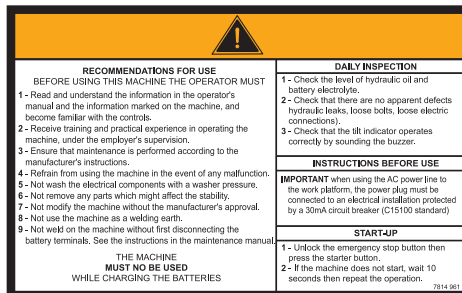 RECOMMENDATIONS FOR USE
BEFORE USING THIS MACHINE THE OPERATOR MUST
1 - Read and understand the information in the operator's
manual and the information marked on the machine, and
become familiar with the controls.
2 - Receive training and practical experience in operating the
machine, under the employer's supervision.
3 - Ensure that maintenance is performed according to the
manufacturer's instructions.
4 - Refrain from using the machine in the event of any malfunction.
5 - Not wash the electrical components with a washer pressure.
6 - Not remove any parts which might affect the stability.
7 - Not modify the machine without the manufacturer's approval.
8 - Not use the machine as a welding earth.
9 - Not weld on the machine without first disconnecting the
battery terminals. See the instructions in the maintenance manual.
THE MACHINE
MUST NO BE USED
WHILE CHARGING THE BATTERIES
DAILY INSPECTION
1 - Check the level of hydraulic oil and
battery electrolyte.
2 - Check that there are no apparent defects
hydraulic leaks, loose bolts, loose electric
connections).
3 - Check that the tilt indicator operates
correctly by sounding the buzzer.
INSTRUCTIONS BEFORE USE
IMPORTANT when using the AC power line to
the work platform, the power plug must be
connected to an electrical installation protected
by a 30mA circuit breaker (C15100 standard)
START-UP
1 - Unlock the emergency stop button then
press the starter button.
2 - If the machine does not start, wait 10
seconds then repeat the operation.
7814 961